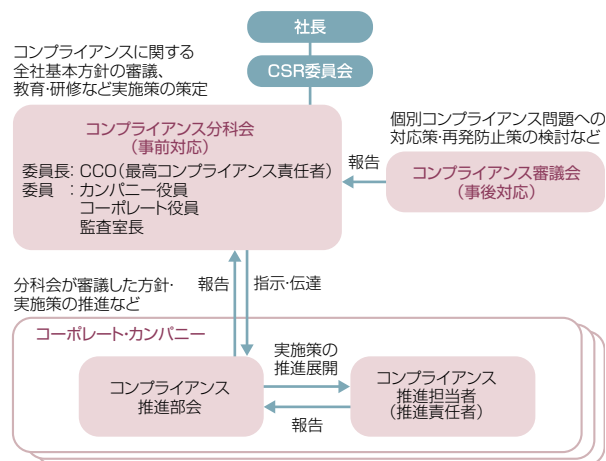 社長
CSR委員会
コンプライアンスに関する
全社基本方針の審議、
教育・研修など実施策の策定
コンプライアンス分科会
（事前対応）
委員長：CCO（最高コンプライアンス責任者）
委員　：カンパニー役員
コーポレート役員
監査室長
個別コンプライアンス問題への
対応策・再発防止策の検討など
報告
コンプライアンス審議会
（事後対応）
分科会が審議した方針・
実施策の推進など
報告
指示・伝達
コーポレート・カンパニー
コンプライアンス
推進部会
実施策の
推進展開
報告
コンプライアンス
推進担当者
（推進責任者）